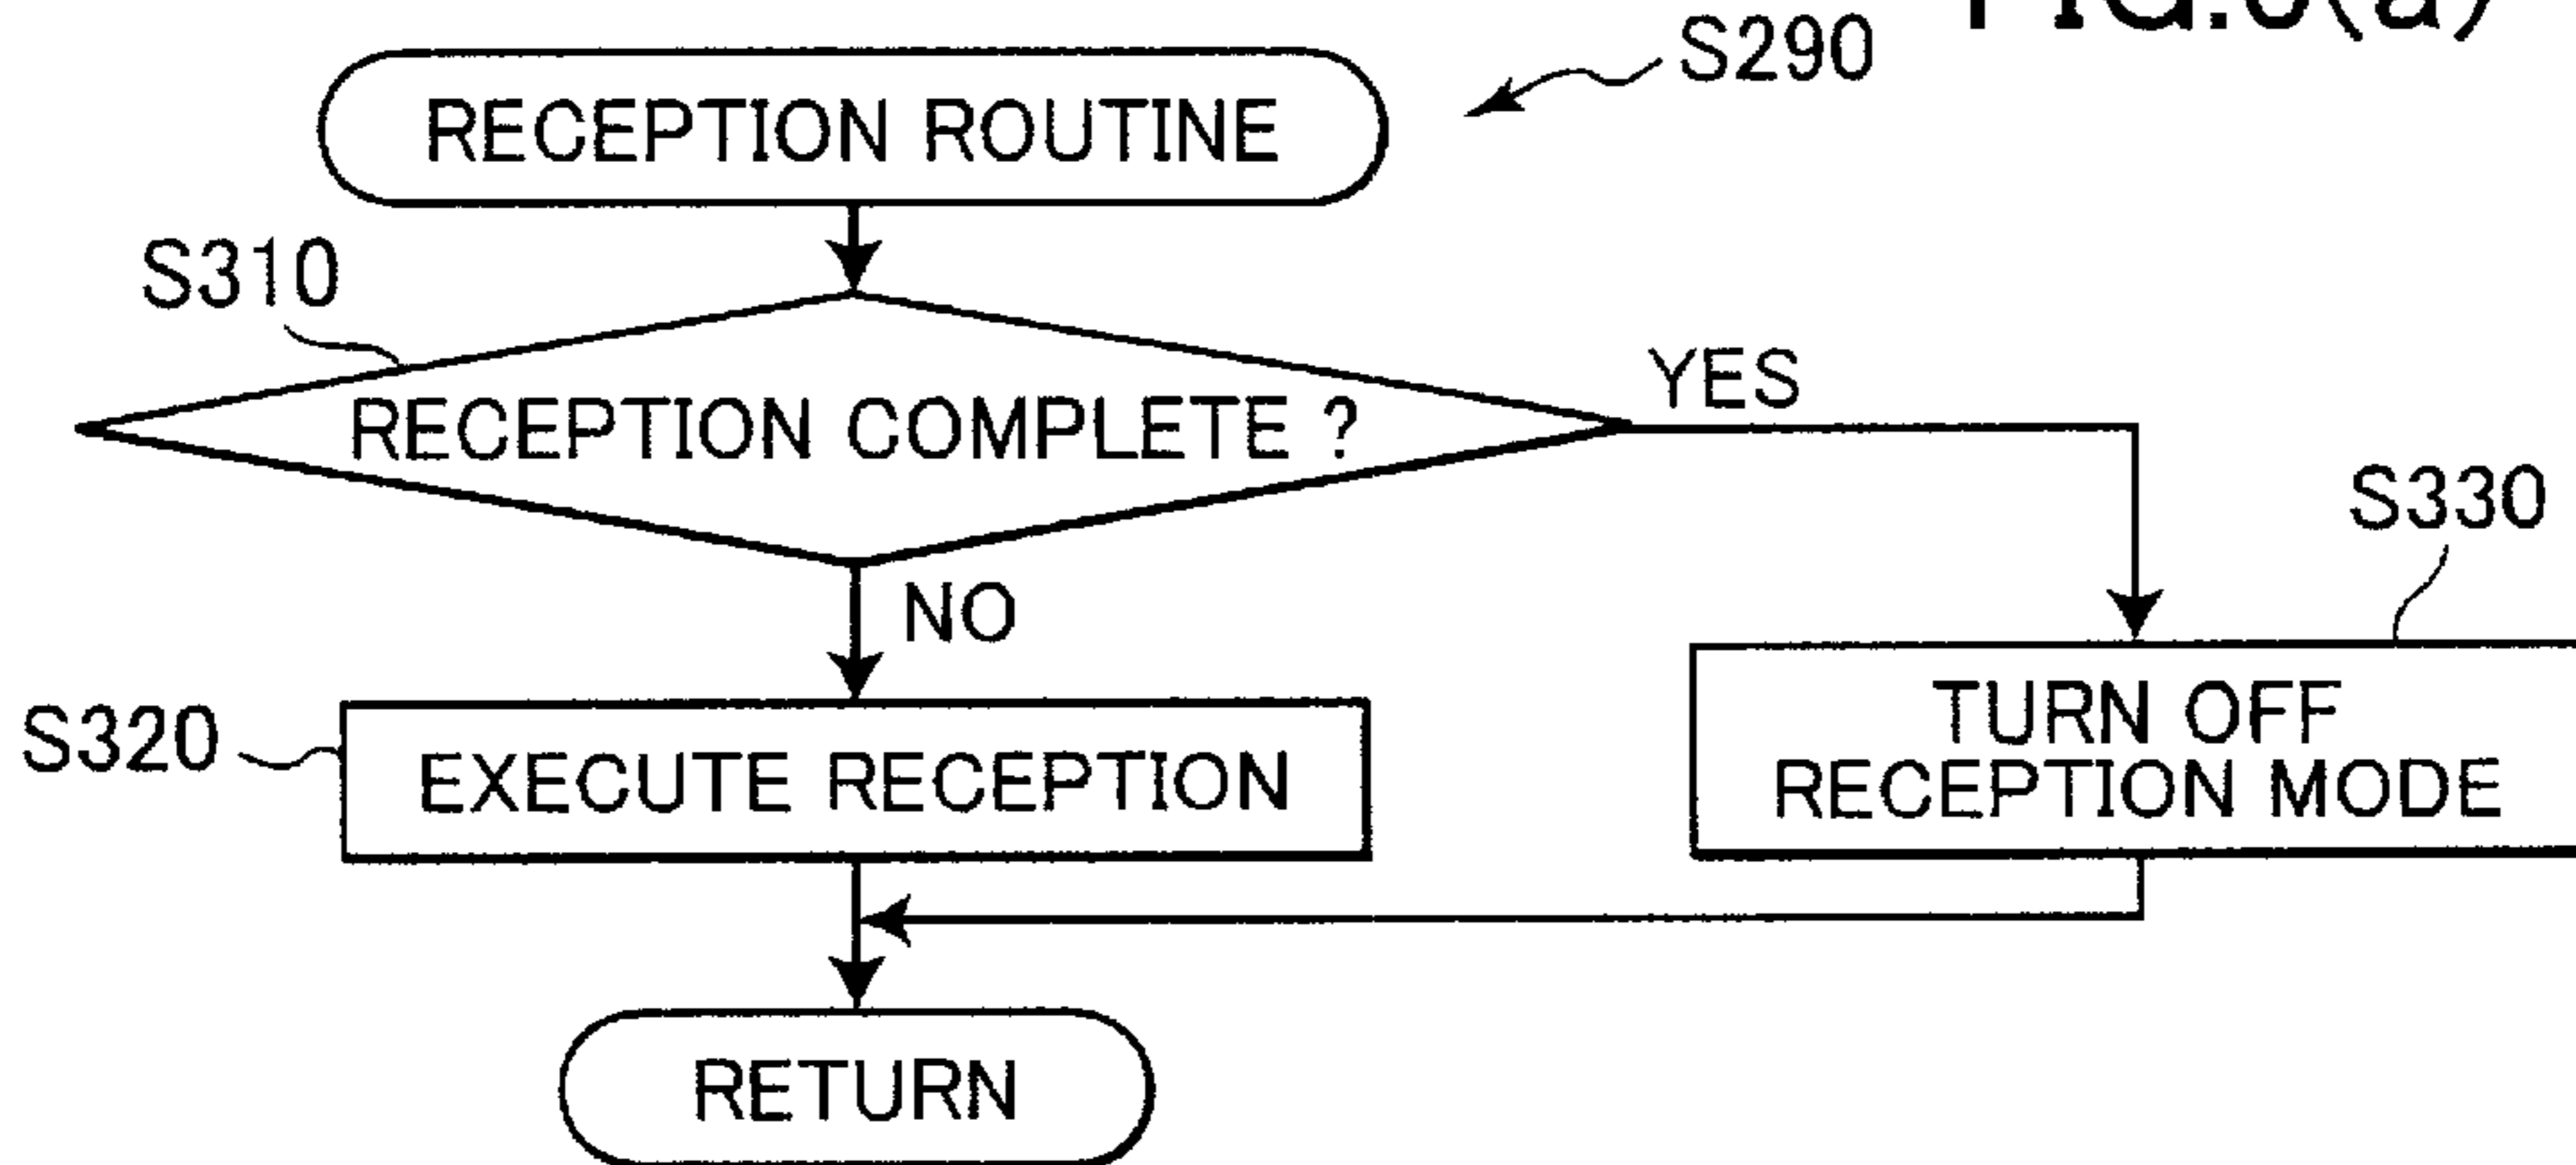 S290
RECEPTION ROUTINE
S310
RECEPTION COMPLETE ?
YES
S330
NO
TURN OFF
RECEPTION MODE
S320
EXECUTE RECEPTION
RETURN